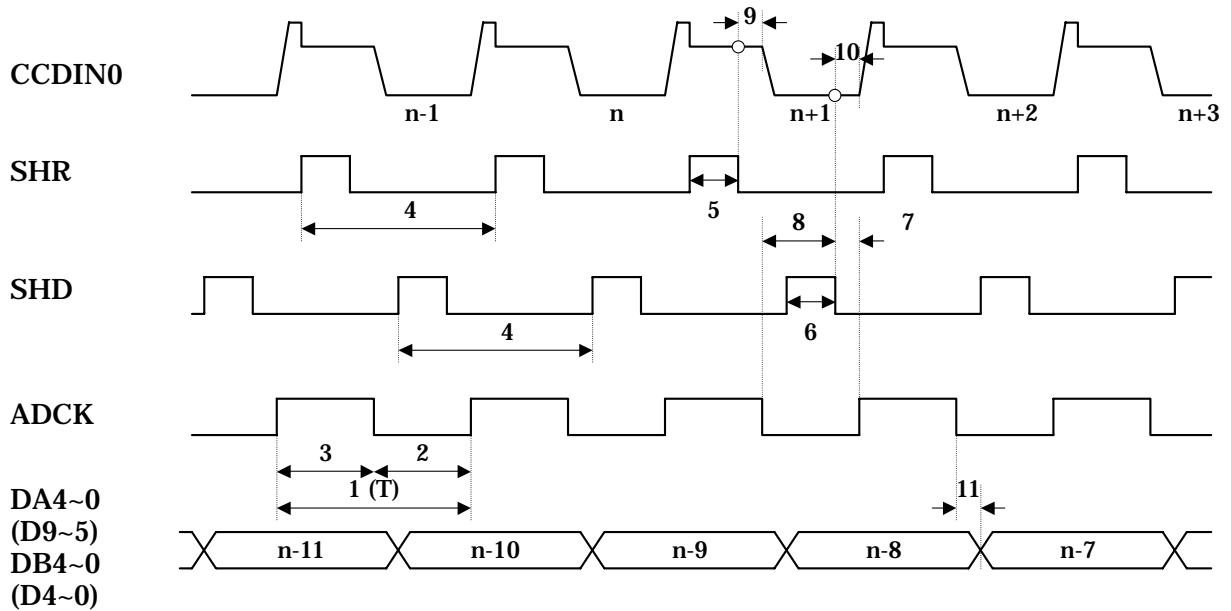 9
10
CCDIN0
n-1 n n+1 n+2 n+3
SHR
4 5 8 7
SHD
4 6
ADCK
3 2
1 (T) 11
DA4~0
(D9~5)
DB4~0
(D4~0)
n-11 n-10 n-9 n-8 n-7